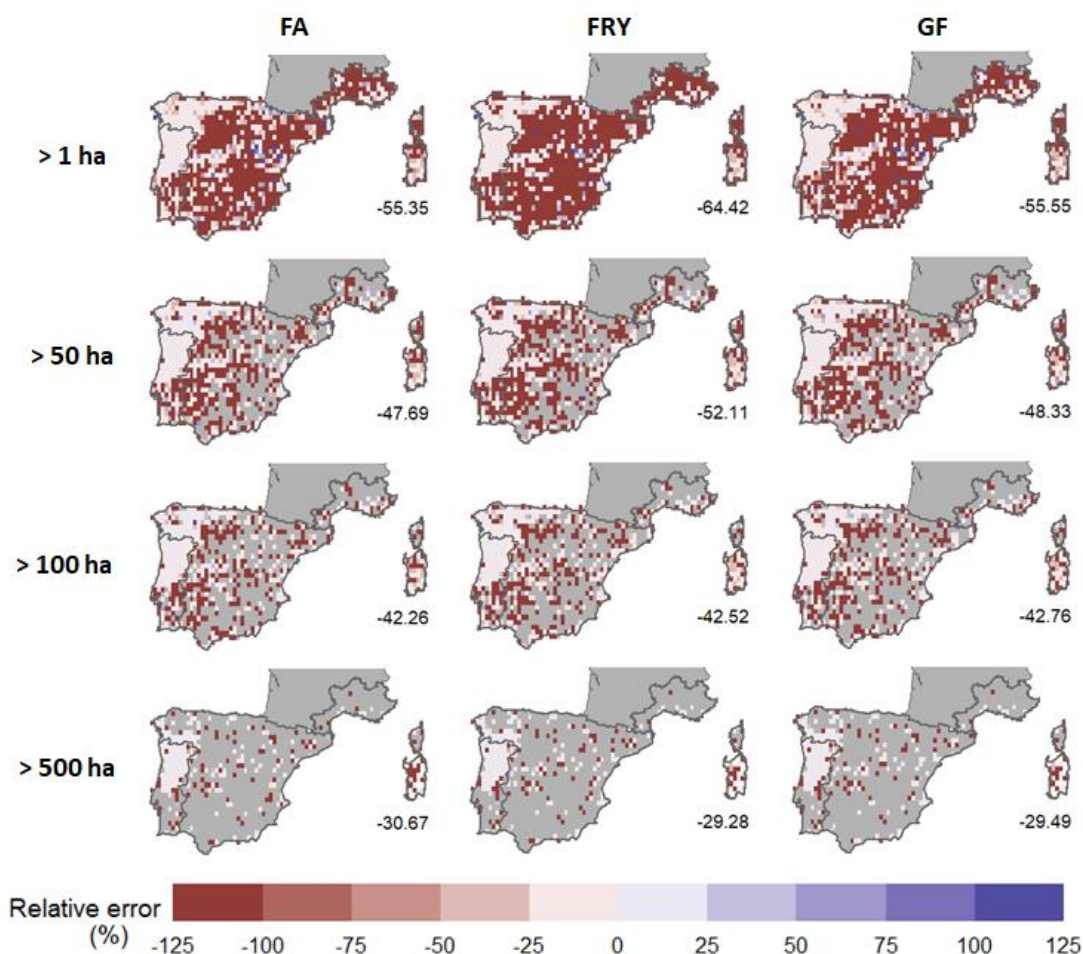 FA FRY GF
> 1 ha
-55.35 -64.42 -55.55
> 50 ha
-47.69 -52.11 -48.33
> 100 ha
-42.26 -42.52 -42.76
> 500 ha
-30.67 -29.28 -29.49
Relative error
(%)
-125 -100 -75 -50 -25 0 25 50 75 100 125